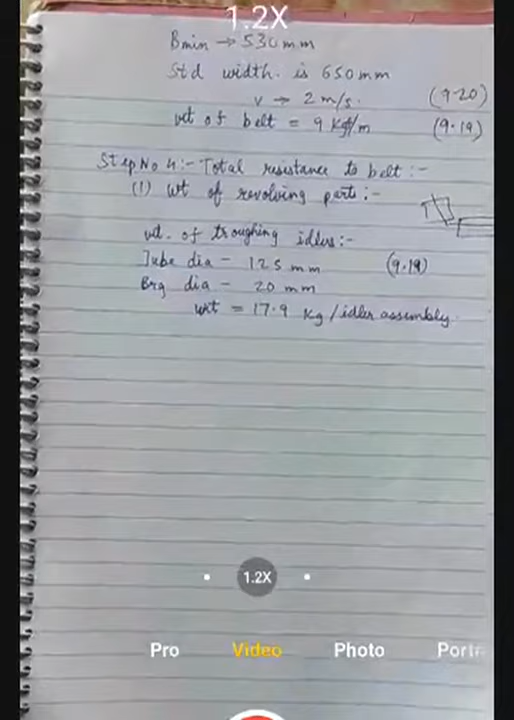 1.2X
Bmin → 530 mm
Std width. is 650 mm
v → 2 m/s. (9.20)
wt of belt = 9 Kgf/m (9.19)
Step No 4:- Total resistance to belt :-
(1) wt of revolving parts :-
wt. of troughing idlers:-
Tube dia - 125 mm (9.19)
Brg dia - 20 mm
wt = 17.9 Kg/idler assembly.
1.2X
Pro Video Photo Portr